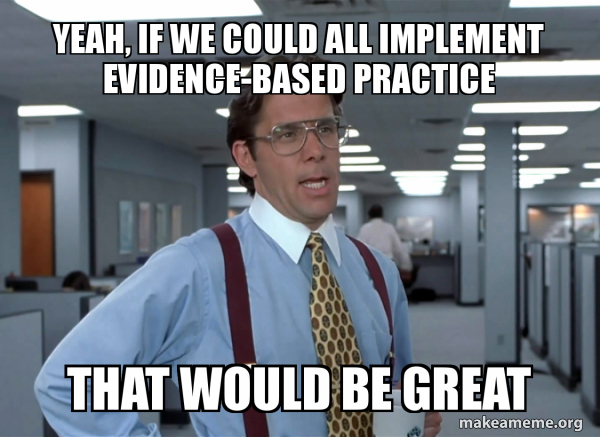 YEAH, IF WE COULD ALL IMPLEMENT
EVIDENCE-BASED PRACTICE
THAT WOULD BE GREAT
makeameme.org